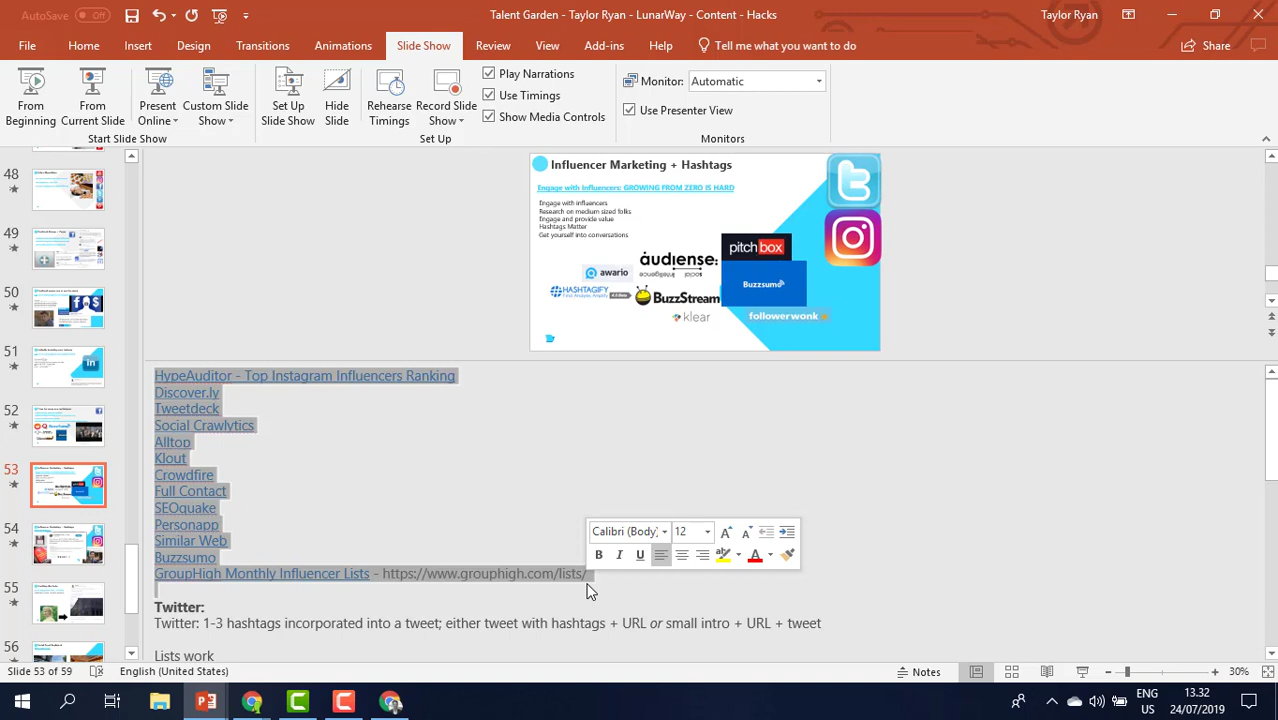 AutoSave Off
Talent Garden - Taylor Ryan - LunarWay - Content - Hacks
Taylor Ryan
File Home Insert Design Transitions Animations Slide Show Review View Add-ins Help Tell me what you want to do Share
From Beginning
From Current Slide
Present Online
Custom Slide Show
Set Up Slide Show
Hide Slide
Rehearse Timings
Record Slide Show
Play Narrations
Use Timings
Show Media Controls
Monitor: Automatic
Use Presenter View
Start Slide Show
Set Up
Monitors
48
49
50
51
52
53
54
55
56
Influencer Marketing + Hashtags
Engage with Influencers: GROWING FROM ZERO IS HARD
Engage with influencers
Research on medium sized folks
Engage and provide value
Hashtags Matter
Get yourself into conversations
pitchbox
awario
audiense:
social intelligence
Buzzsumo
HASHTAGIFY
BuzzStream
klear
followerwonk
HypeAuditor - Top Instagram Influencers Ranking
Discover.ly
Tweetdeck
Social Crawlytics
Alltop
Klout
Crowdfire
Full Contact
SEOquake
Personapp
Similar Web
Buzzsumo
GroupHigh Monthly Influencer Lists - https://www.grouphigh.com/lists/
Calibri (Body) 12
B I U A
Twitter:
Twitter: 1-3 hashtags incorporated into a tweet; either tweet with hashtags + URL or small intro + URL + tweet
Lists work
Slide 53 of 59
English (United States)
Notes
30%
ENG
US
13.32
24/07/2019